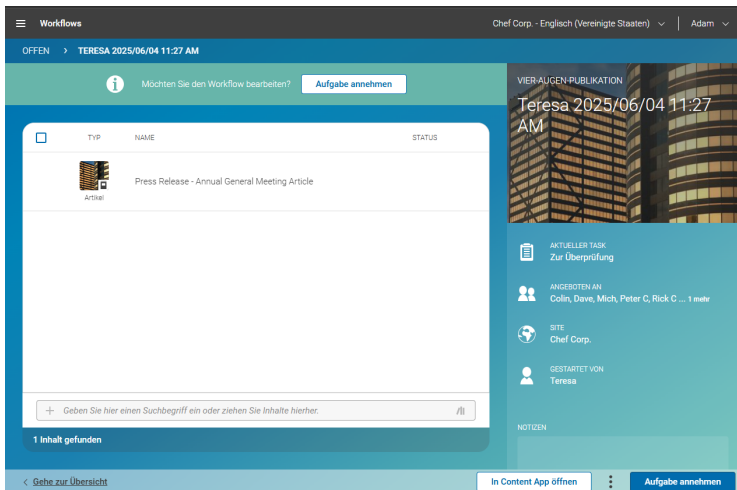 Workflows
Chef Corp. - Englisch (Vereinigte Staaten)
Adam
OFFEN > TERESA 2025/06/04 11:27 AM
Möchten Sie den Workflow bearbeiten?
Aufgabe annehmen
TYP
NAME
STATUS
Artikel
Press Release - Annual General Meeting Article
Geben Sie hier einen Suchbegriff ein oder ziehen Sie Inhalte hierher.
1 Inhalt gefunden
VIER-AUGEN-PUBLIKATION
Teresa 2025/06/04 11:27
AM
AKTUELLER TASK
Zur Überprüfung
ANGEBOTEN AN
Colin, Dave, Mich, Peter C, Rick C ... 1 mehr
SITE
Chef Corp.
GESTARTET VON
Teresa
NOTIZEN
Gehe zur Übersicht
In Content App öffnen
Aufgabe annehmen